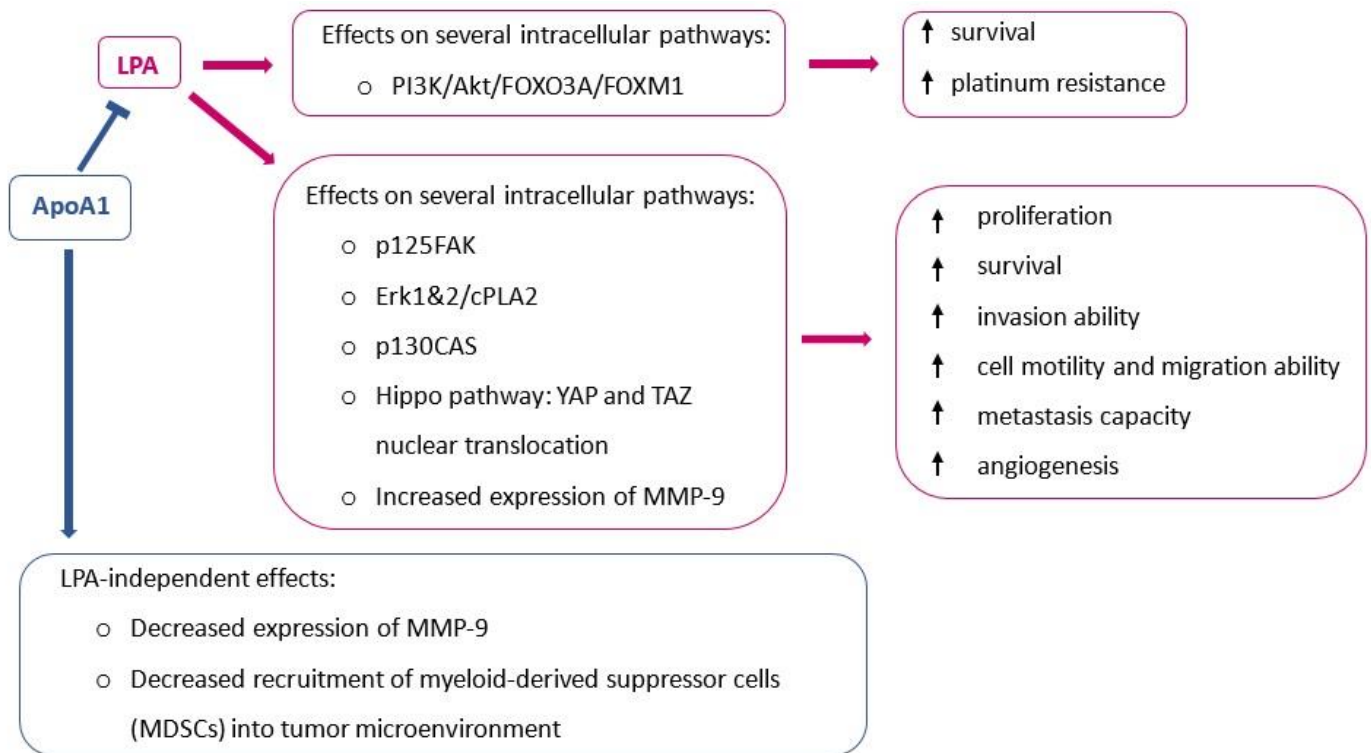 LPA
Effects on several intracellular pathways:
o PI3K/Akt/FOXO3A/FOXM1
↑ survival
↑ platinum resistance
ApoA1
Effects on several intracellular pathways:
o p125FAK
o Erk1&2/cPLA2
o p130CAS
o Hippo pathway: YAP and TAZ
nuclear translocation
o Increased expression of MMP-9
↑ proliferation
↑ survival
↑ invasion ability
↑ cell motility and migration ability
↑ metastasis capacity
↑ angiogenesis
LPA-independent effects:
o Decreased expression of MMP-9
o Decreased recruitment of myeloid-derived suppressor cells
(MDSCs) into tumor microenvironment